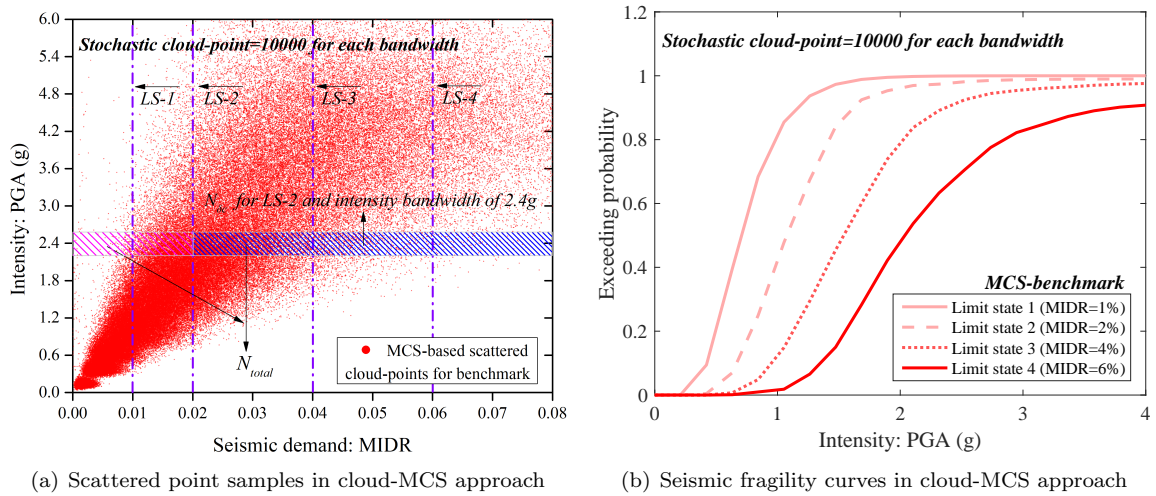 Stochastic cloud-point=10000 for each bandwidth
LS-1
LS-2
LS-3
LS-4
for LS-2 and intensity bandwidth of 2.4g
N_total
MCS-based scattered
cloud-points for benchmark
6.0
5.4
4.8
4.2
3.6
3.0
2.4
1.8
1.2
0.6
0.0
Intensity: PGA (g)
0.00 0.01 0.02 0.03 0.04 0.05 0.06 0.07 0.08
Seismic demand: MIDR
(a) Scattered point samples in cloud-MCS approach
Stochastic cloud-point=10000 for each bandwidth
MCS-benchmark
Limit state 1 (MIDR=1%)
Limit state 2 (MIDR=2%)
Limit state 3 (MIDR=4%)
Limit state 4 (MIDR=6%)
1.2
1
0.8
0.6
0.4
0.2
0
Exceeding probability
0 1 2 3 4
Intensity: PGA (g)
(b) Seismic fragility curves in cloud-MCS approach